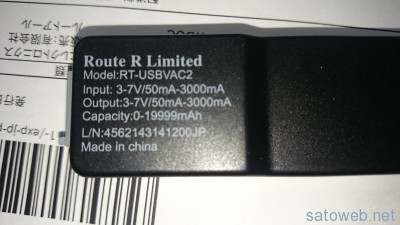 Route R Limited
Model:RT-USBVAC2
Input: 3-7V/50mA-3000mA
Output:3-7V/50mA-3000mA
Capacity:0-19999mAh
L/N:4562143141200JP
Made in china
satoweb.net